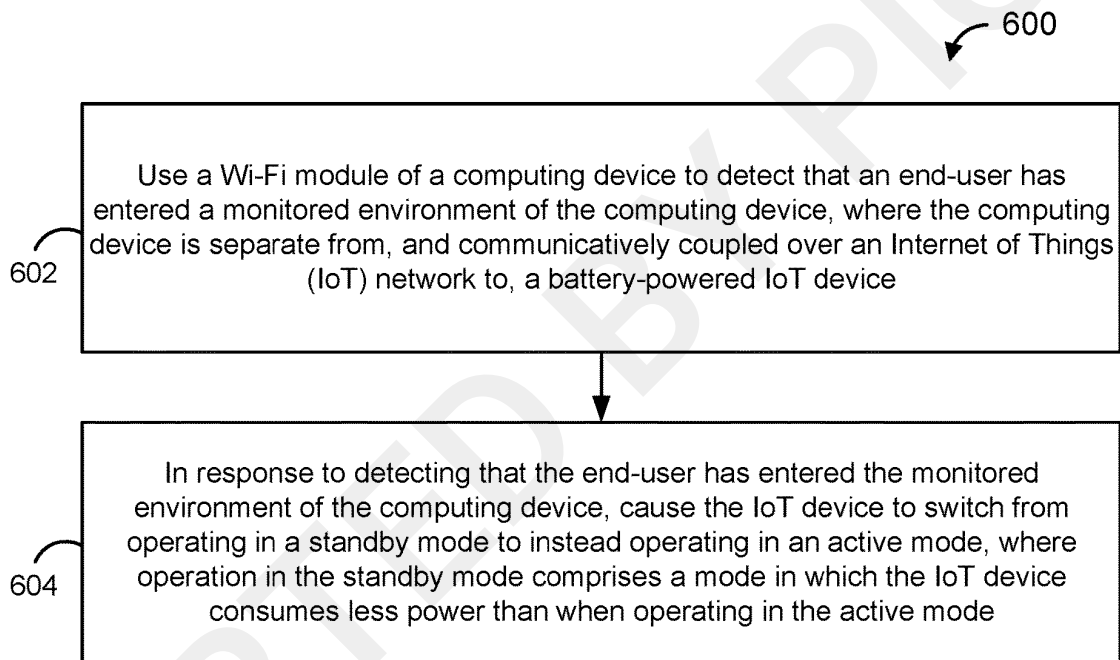 600
Use a Wi-Fi module of a computing device to detect that an end-user has
entered a monitored environment of the computing device, where the computing
device is separate from, and communicatively coupled over an Internet of Things
(IoT) network to, a battery-powered IoT device
602
In response to detecting that the end-user has entered the monitored
environment of the computing device, cause the IoT device to switch from
operating in a standby mode to instead operating in an active mode, where
operation in the standby mode comprises a mode in which the IoT device
consumes less power than when operating in the active mode
604